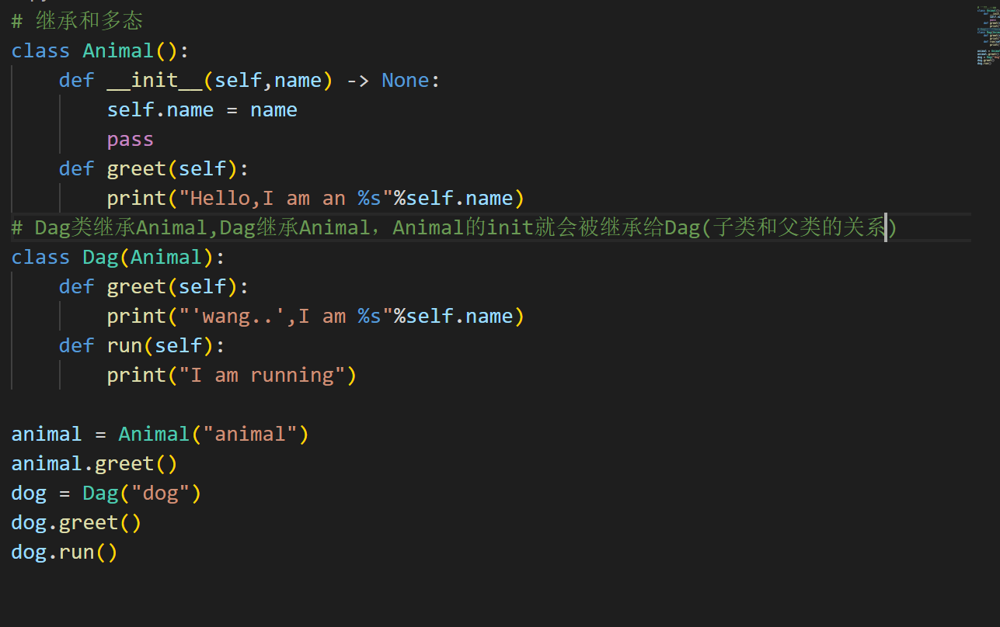 # 继承和多态
class Animal():
    def __init__(self,name) -> None:
        self.name = name
        pass
    def greet(self):
        print("Hello,I am an %s"%self.name)
# Dag类继承Animal,Dag继承Animal，Animal的init就会被继承给Dag(子类和父类的关系)
class Dag(Animal):
    def greet(self):
        print("'wang..',I am %s"%self.name)
    def run(self):
        print("I am running")

animal = Animal("animal")
animal.greet()
dog = Dag("dog")
dog.greet()
dog.run()